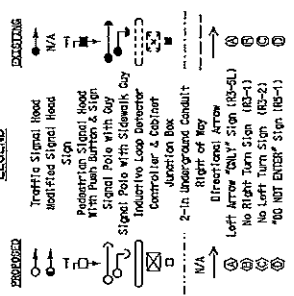 LEGEND
PROPOSED EXISTING
Traffic Signal Head
N/A Modified Signal Head
Sign
Pedestrian Signal Head
With Push Button & Sign
Signal Pole with Guy
Signal Pole with Sidewalk Guy
Inductive Loop Detector
Controller & Cabinet
Junction Box
2-in Underground Conduit
N/A Right of Way
Directional Arrow
Left Arrow "ONLY" Sign (R3-5L)
No Right Turn Sign (R3-1)
No Left Turn Sign (R3-2)
"DO NOT ENTER" Sign (R5-1)